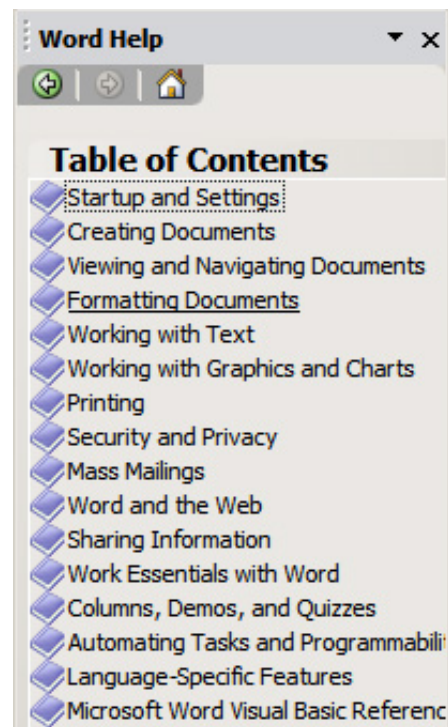 Word Help
Table of Contents
Startup and Settings
Creating Documents
Viewing and Navigating Documents
Formatting Documents
Working with Text
Working with Graphics and Charts
Printing
Security and Privacy
Mass Mailings
Word and the Web
Sharing Information
Work Essentials with Word
Columns, Demos, and Quizzes
Automating Tasks and Programmabili
Language-Specific Features
Microsoft Word Visual Basic Referenc